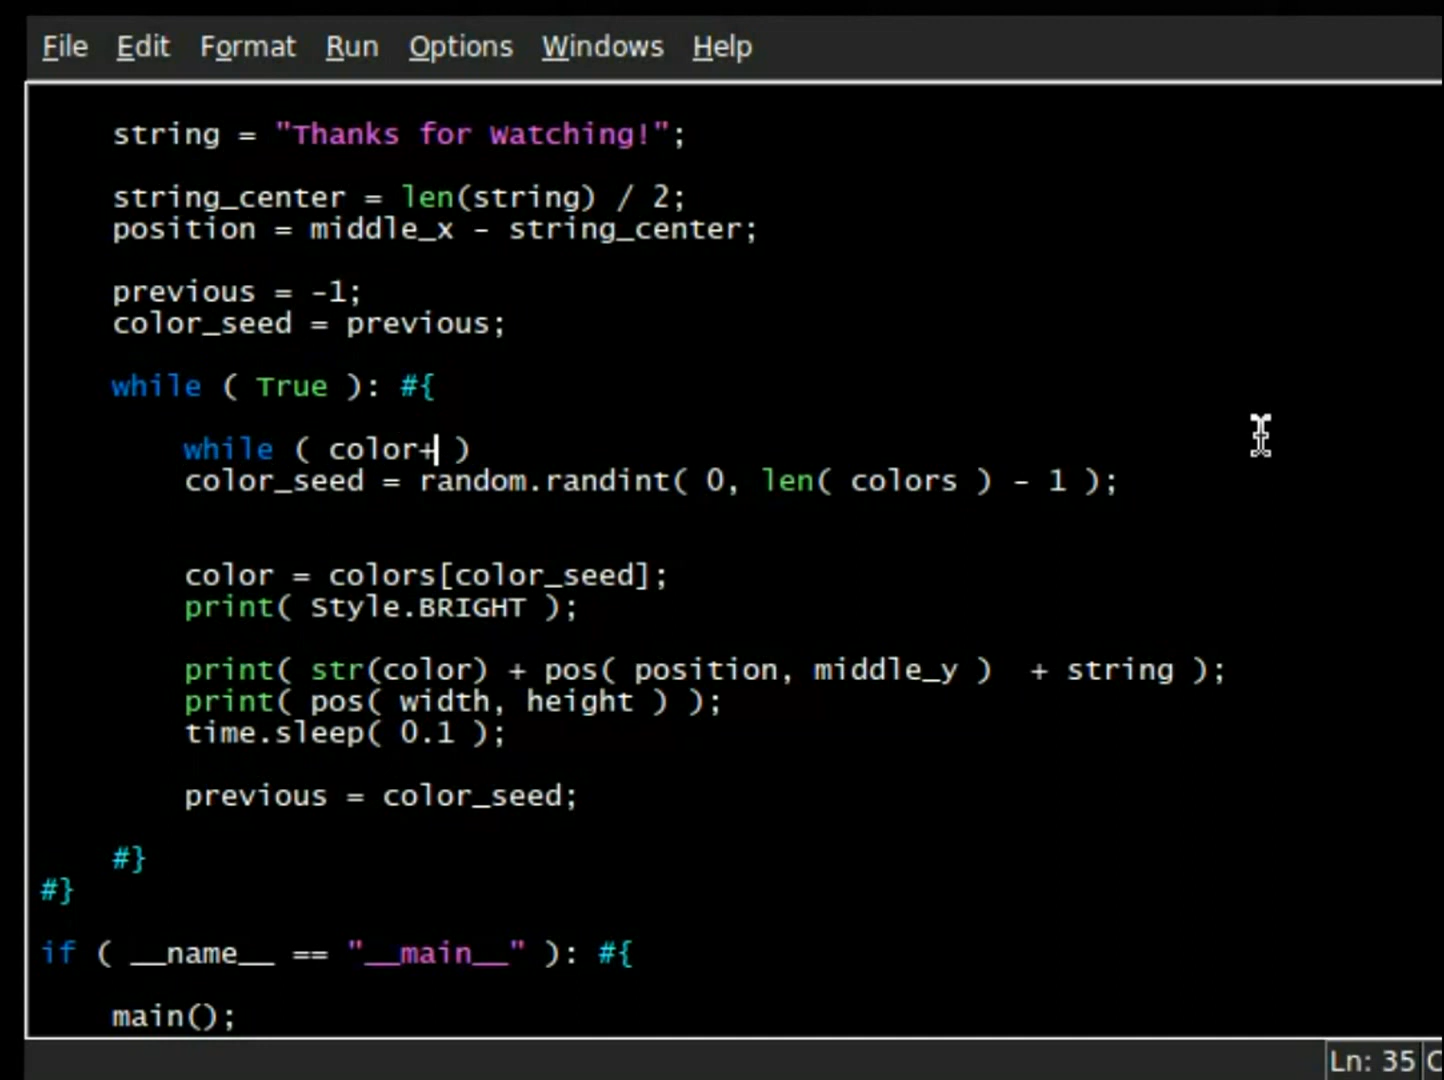 File Edit Format Run Options Windows Help
string = "Thanks for Watching!";
string_center = len(string) / 2;
position = middle_x - string_center;
previous = -1;
color_seed = previous;
while ( True ): #{
while ( color+ )
color_seed = random.randint( 0, len( colors ) - 1 );
color = colors[color_seed];
print( Style.BRIGHT );
print( str(color) + pos( position, middle_y )  + string );
print( pos( width, height ) );
time.sleep( 0.1 );
previous = color_seed;
#}
#}
if ( __name__ == "__main__" ): #{
main();
Ln: 35 C